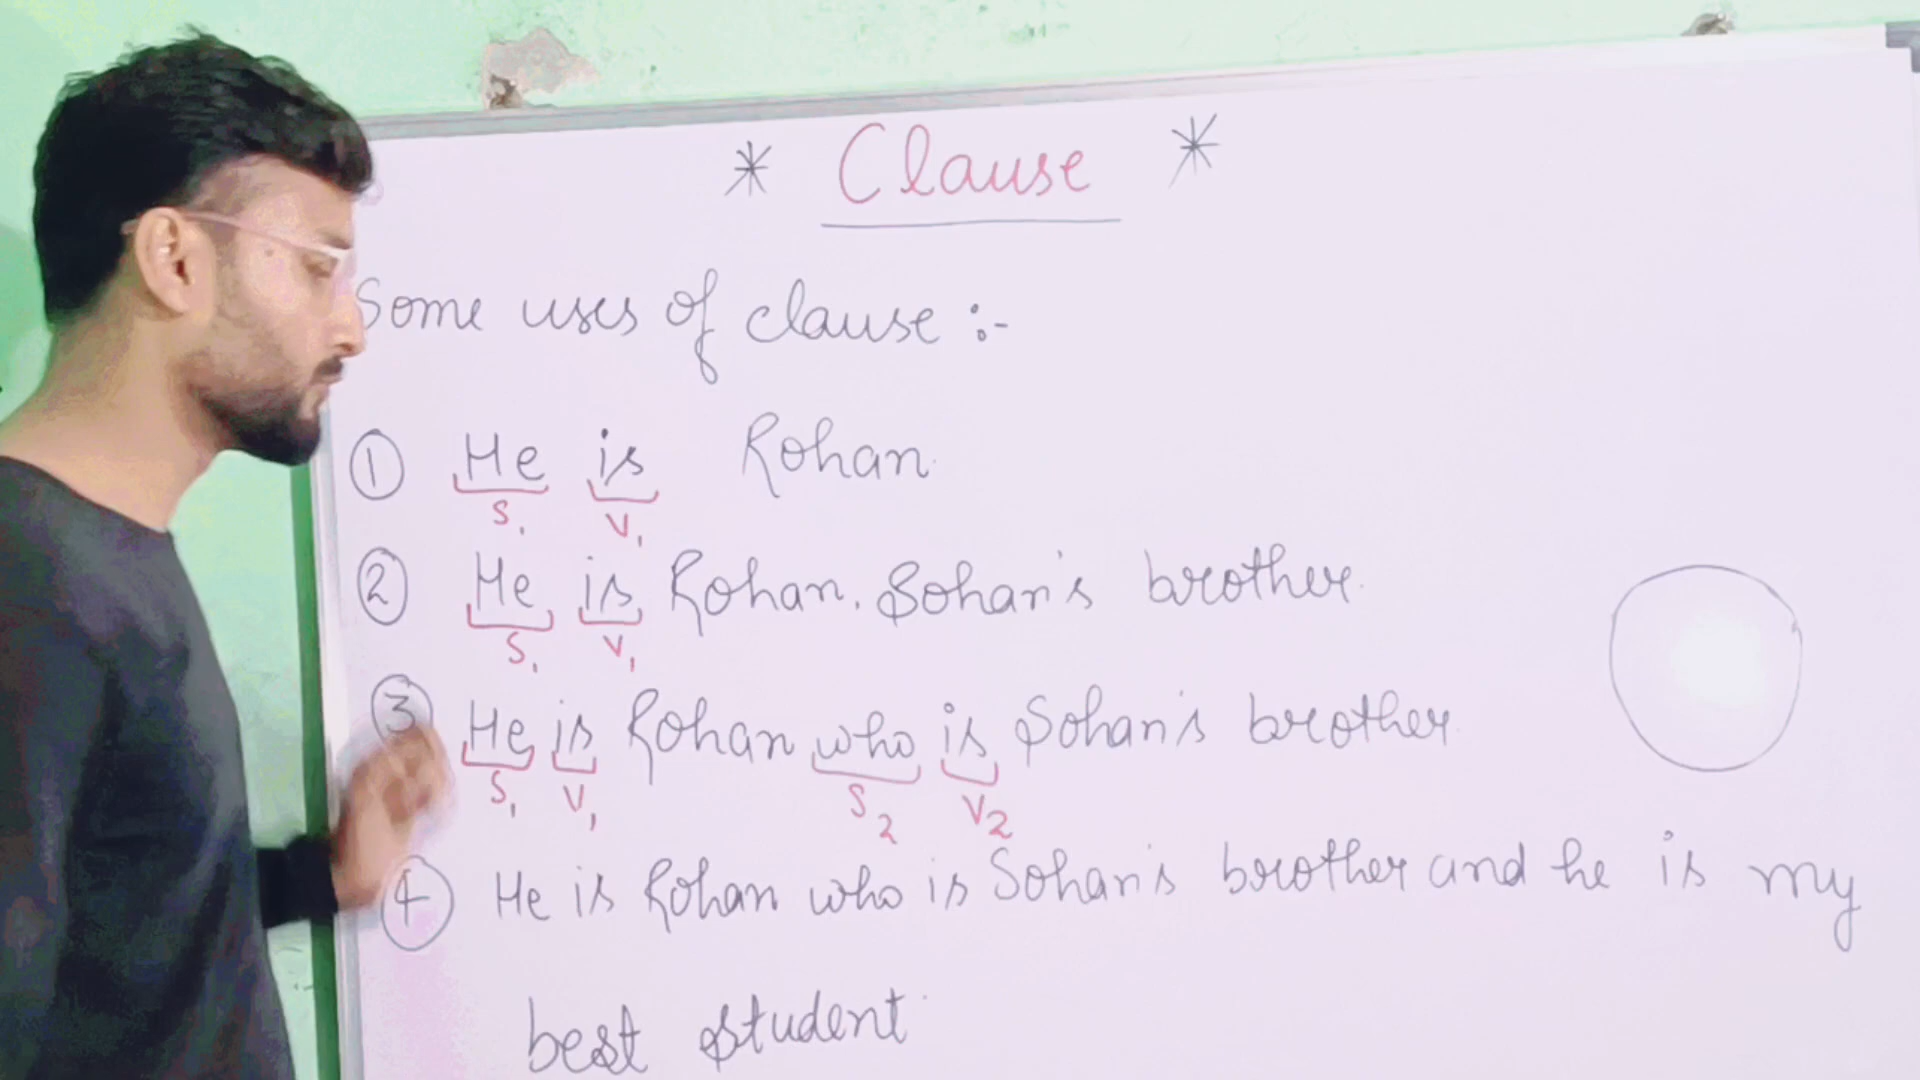 * Clause *
Some uses of clause :-
① He is Rohan.
S₁ V₁
② He is Rohan, Sohan's brother.
S₁ V₁
③ He is Rohan who is Sohan's brother.
S₁ V₁ S₂ V₂
④ He is Rohan who is Sohan's brother and he is my
best student.